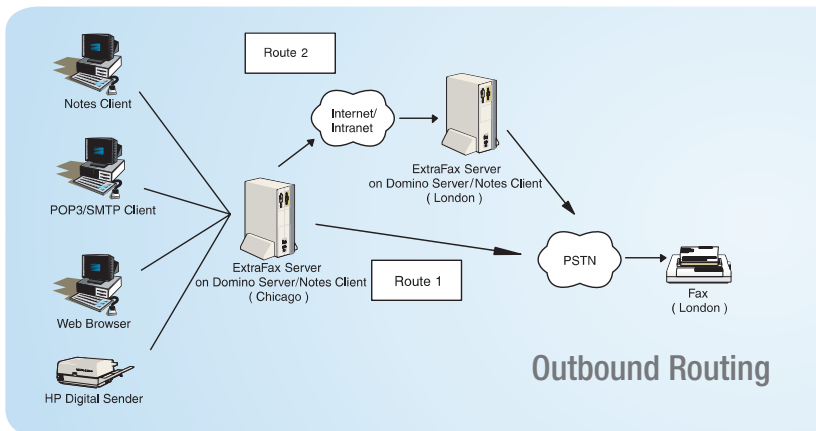 Route 2
Notes Client
Internet/
Intranet
POP3/SMTP Client
ExtraFax Server
on Domino Server/Notes Client
( London )
ExtraFax Server
on Domino Server/Notes Client
( Chicago )
Route 1
PSTN
Fax
( London )
Web Browser
HP Digital Sender
Outbound Routing